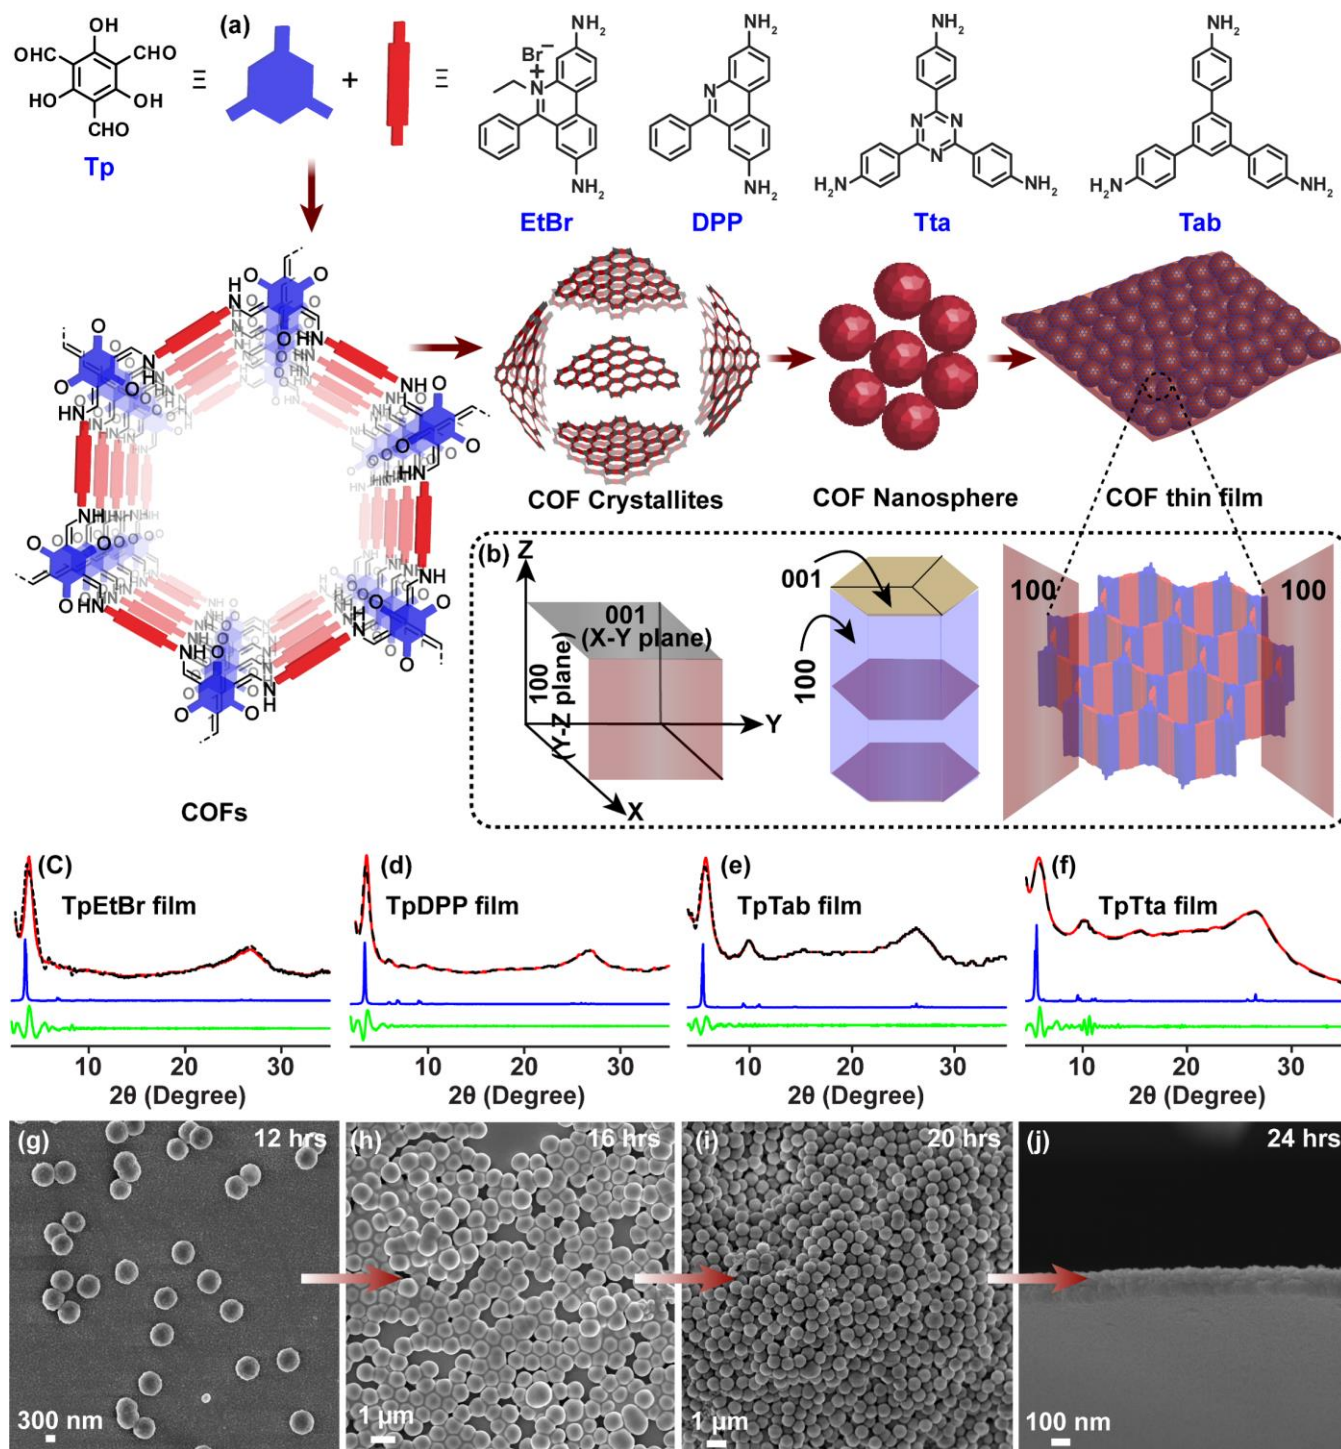 (a)
OH
OHC
CHO
HO
OH
CHO
Tp
Ξ
+
Ξ
NH₂
Br⁻
N⁺
NH₂
EtBr
NH₂
N
NH₂
DPP
NH₂
N
N
N
H₂N
NH₂
Tta
NH₂
H₂N
NH₂
Tab
COFs
COF Crystallites
COF Nanosphere
COF thin film
(b)
Z
001
(X-Y plane)
100
(Y-Z plane)
Y
X
001
100
100
100
(C)
TpEtBr film
10
20
30
2θ (Degree)
(d)
TpDPP film
10
20
30
2θ (Degree)
(e)
TpTab film
10
20
30
2θ (Degree)
(f)
TpTta film
10
20
30
2θ (Degree)
(g)
12 hrs
300 nm
(h)
16 hrs
1 μm
(i)
20 hrs
1 μm
(j)
24 hrs
100 nm